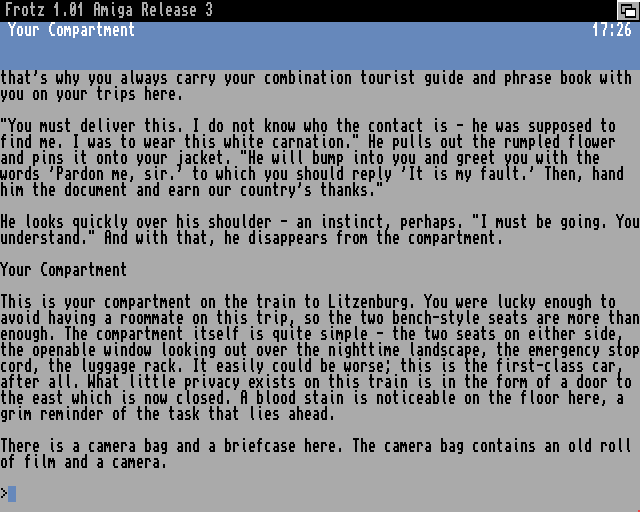 Frotz 1.01 Amiga Release 3
Your Compartment 17:26
that's why you always carry your combination tourist guide and phrase book with
you on your trips here.
"You must deliver this. I do not know who the contact is - he was supposed to
find me. I was to wear this white carnation." He pulls out the rumpled flower
and pins it onto your jacket. "He will bump into you and greet you with the
words 'Pardon me, sir.' to which you should reply 'It is my fault.' Then, hand
him the document and earn our country's thanks."
He looks quickly over his shoulder - an instinct, perhaps. "I must be going. You
understand." And with that, he disappears from the compartment.
Your Compartment
This is your compartment on the train to Litzenburg. You were lucky enough to
avoid having a roommate on this trip, so the two bench-style seats are more than
enough. The compartment itself is quite simple - the two seats on either side,
the openable window looking out over the nighttime landscape, the emergency stop
cord, the luggage rack. It easily could be worse; this is the first-class car,
after all. What little privacy exists on this train is in the form of a door to
the east which is now closed. A blood stain is noticeable on the floor here, a
grim reminder of the task that lies ahead.
There is a camera bag and a briefcase here. The camera bag contains an old roll
of film and a camera.
>